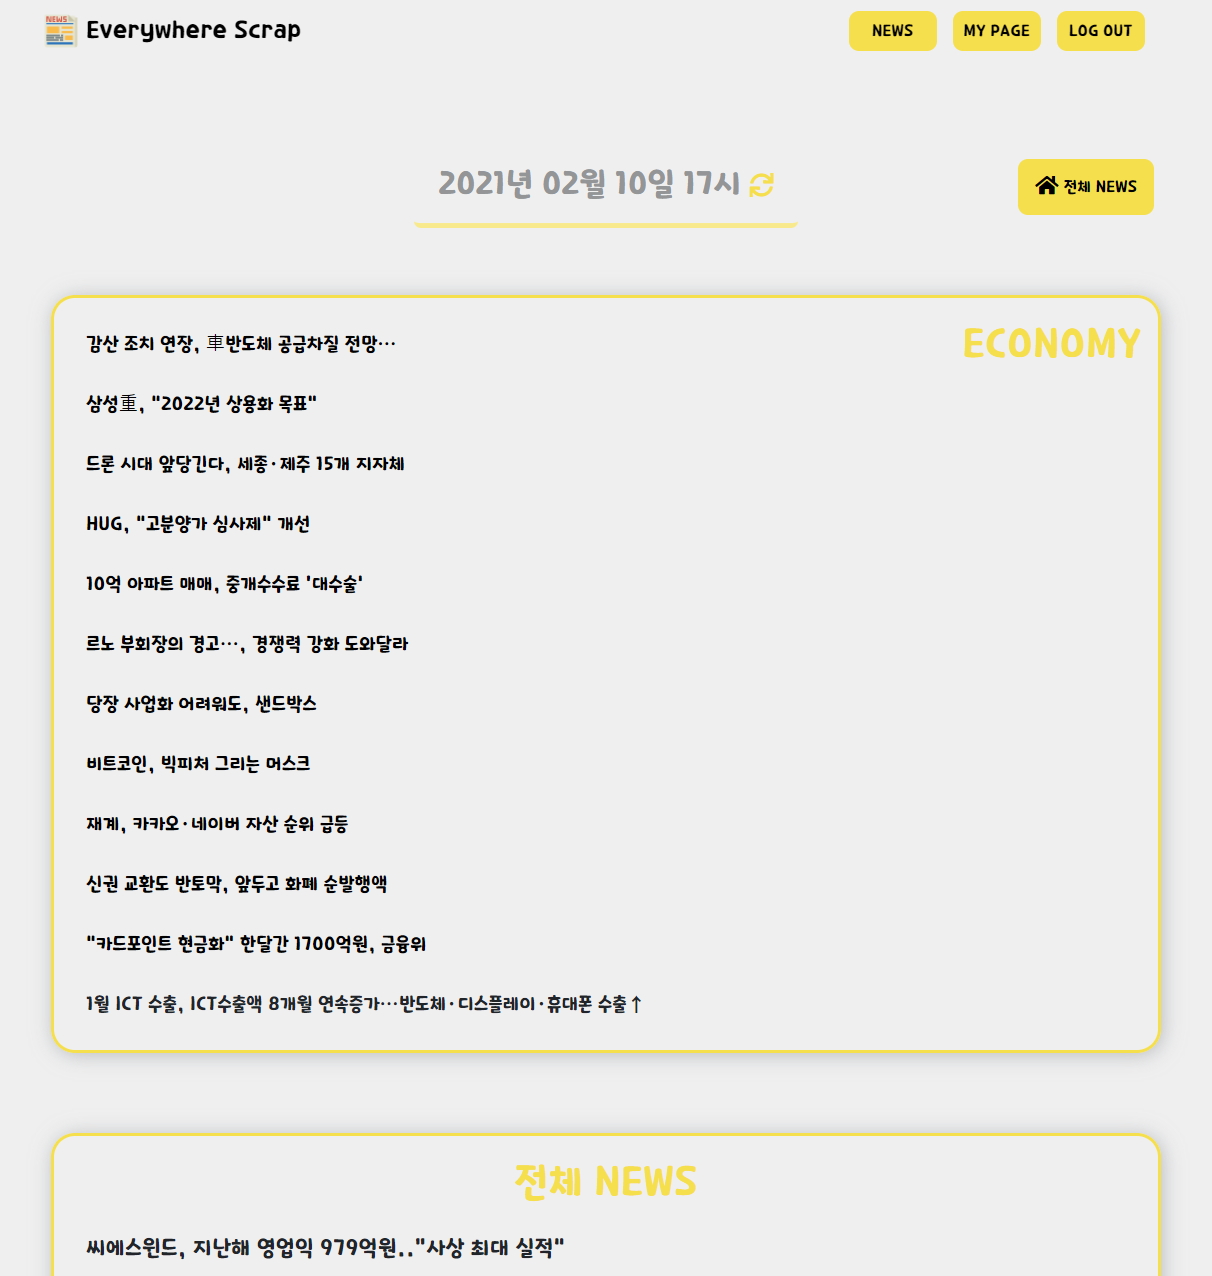 NEWS
Everywhere Scrap
NEWS
MY PAGE
LOG OUT
2021년 02월 10일 17시
전체 NEWS
ECONOMY
감산 조치 연장, 車반도체 공급차질 전망…
삼성重, "2022년 상용화 목표"
드론 시대 앞당긴다, 세종·제주 15개 지자체
HUG, "고분양가 심사제" 개선
10억 아파트 매매, 중개수수료 '대수술'
르노 부회장의 경고…, 경쟁력 강화 도와달라
당장 사업화 어려워도, 샌드박스
비트코인, 빅피처 그리는 머스크
재계, 카카오·네이버 자산 순위 급등
신권 교환도 반토막, 앞두고 화폐 순발행액
"카드포인트 현금화" 한달간 1700억원, 금융위
1월 ICT 수출, ICT수출액 8개월 연속증가…반도체·디스플레이·휴대폰 수출↑
전체 NEWS
씨에스윈드, 지난해 영업익 979억원.."사상 최대 실적"